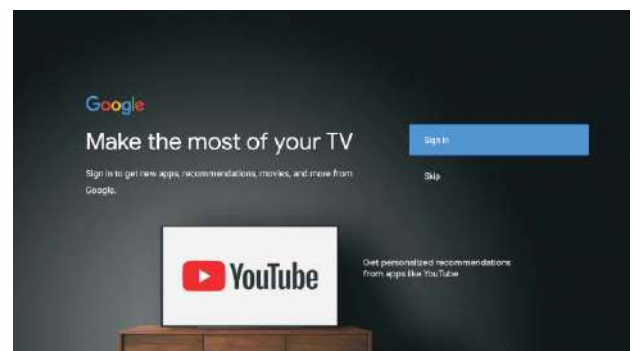 Google
Make the most of your TV
Sign in
Sign in to get new apps, recommendations, movies, and more from
Google.
Skip
YouTube
Get personalized recommendations
from apps like YouTube